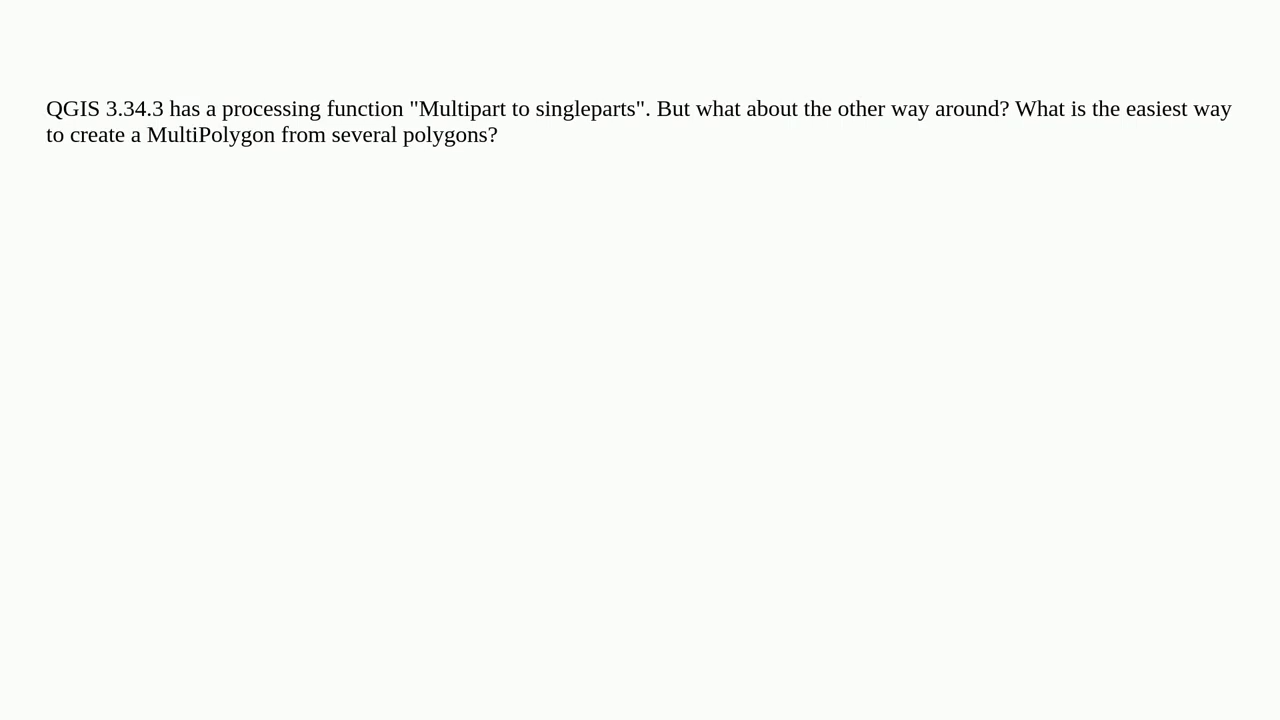 QGIS 3.34.3 has a processing function "Multipart to singleparts". But what about the other way around? What is the easiest way
to create a MultiPolygon from several polygons?